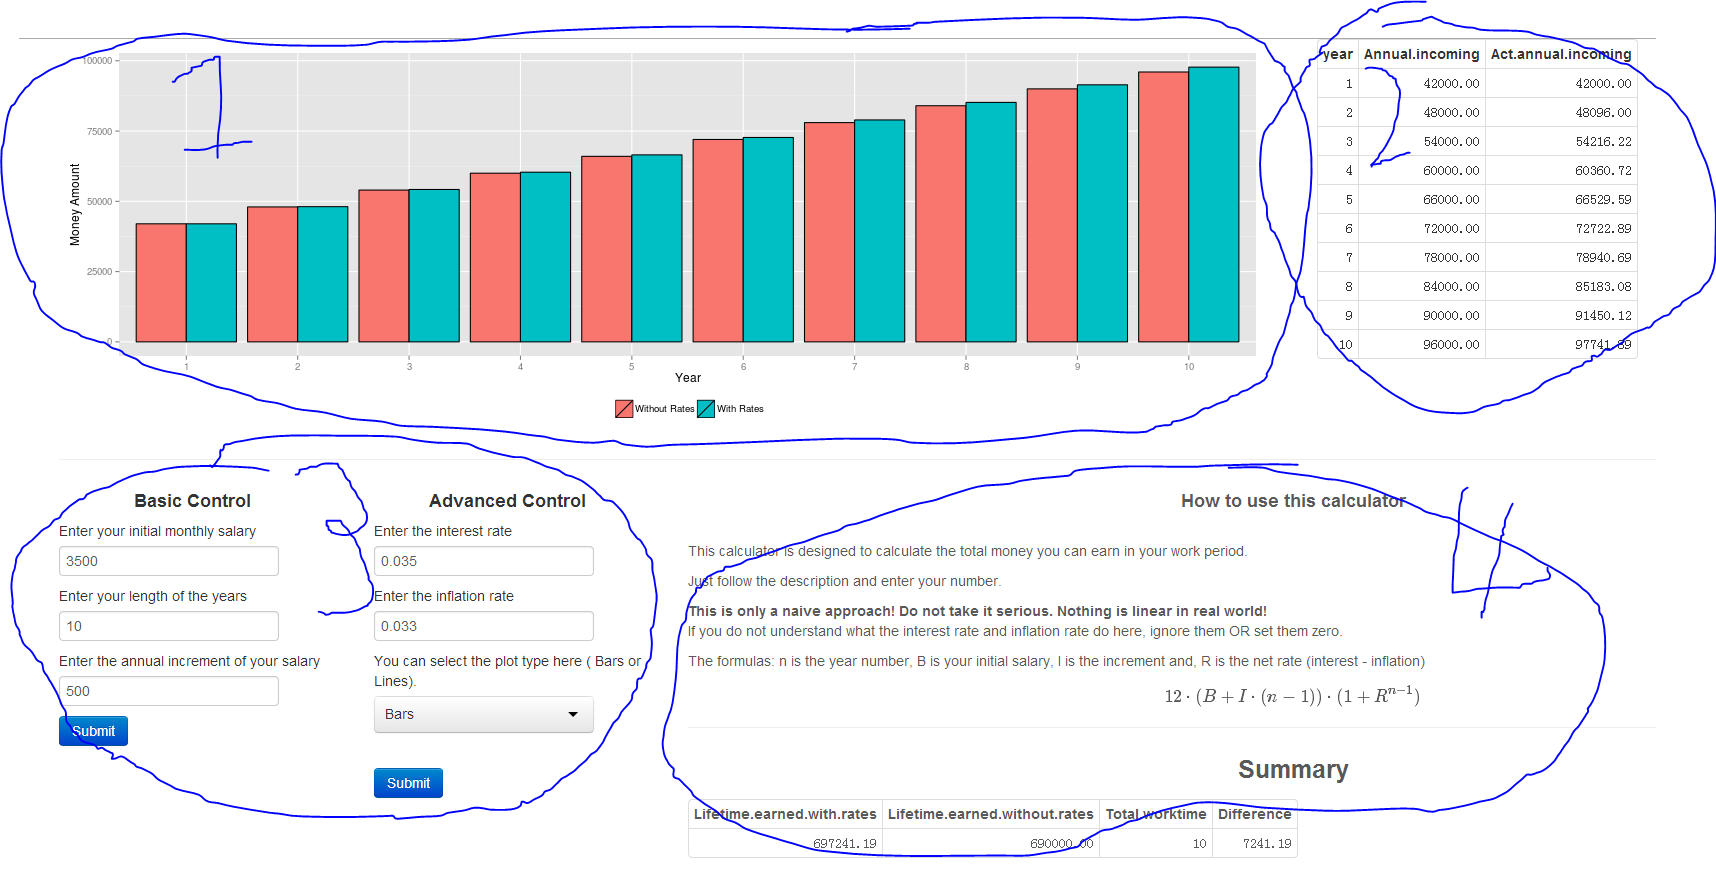 1
100000
75000
50000
25000
0
Money Amount
1 2 3 4 5 6 7 8 9 10
Year
Without Rates With Rates
2
year Annual.incoming Act.annual.incoming
1 42000.00 42000.00
2 48000.00 48096.00
3 54000.00 54216.22
4 60000.00 60360.72
5 66000.00 66529.59
6 72000.00 72722.89
7 78000.00 78940.69
8 84000.00 85183.08
9 90000.00 91450.12
10 96000.00 97741.89
3
Basic Control
Enter your initial monthly salary
3500
Enter your length of the years
10
Enter the annual increment of your salary
500
Submit
Advanced Control
Enter the interest rate
0.035
Enter the inflation rate
0.033
You can select the plot type here ( Bars or
Lines).
Bars
Submit
4
How to use this calculator
This calculator is designed to calculate the total money you can earn in your work period.
Just follow the description and enter your number.
This is only a naive approach! Do not take it serious. Nothing is linear in real world!
If you do not understand what the interest rate and inflation rate do here, ignore them OR set them zero.
The formulas: n is the year number, B is your initial salary, I is the increment and, R is the net rate (interest - inflation)
12 · (B + I · (n − 1)) · (1 + R^{n−1})
Summary
Lifetime.earned.with.rates Lifetime.earned.without.rates Total.worktime Difference
697241.19 690000.00 10 7241.19